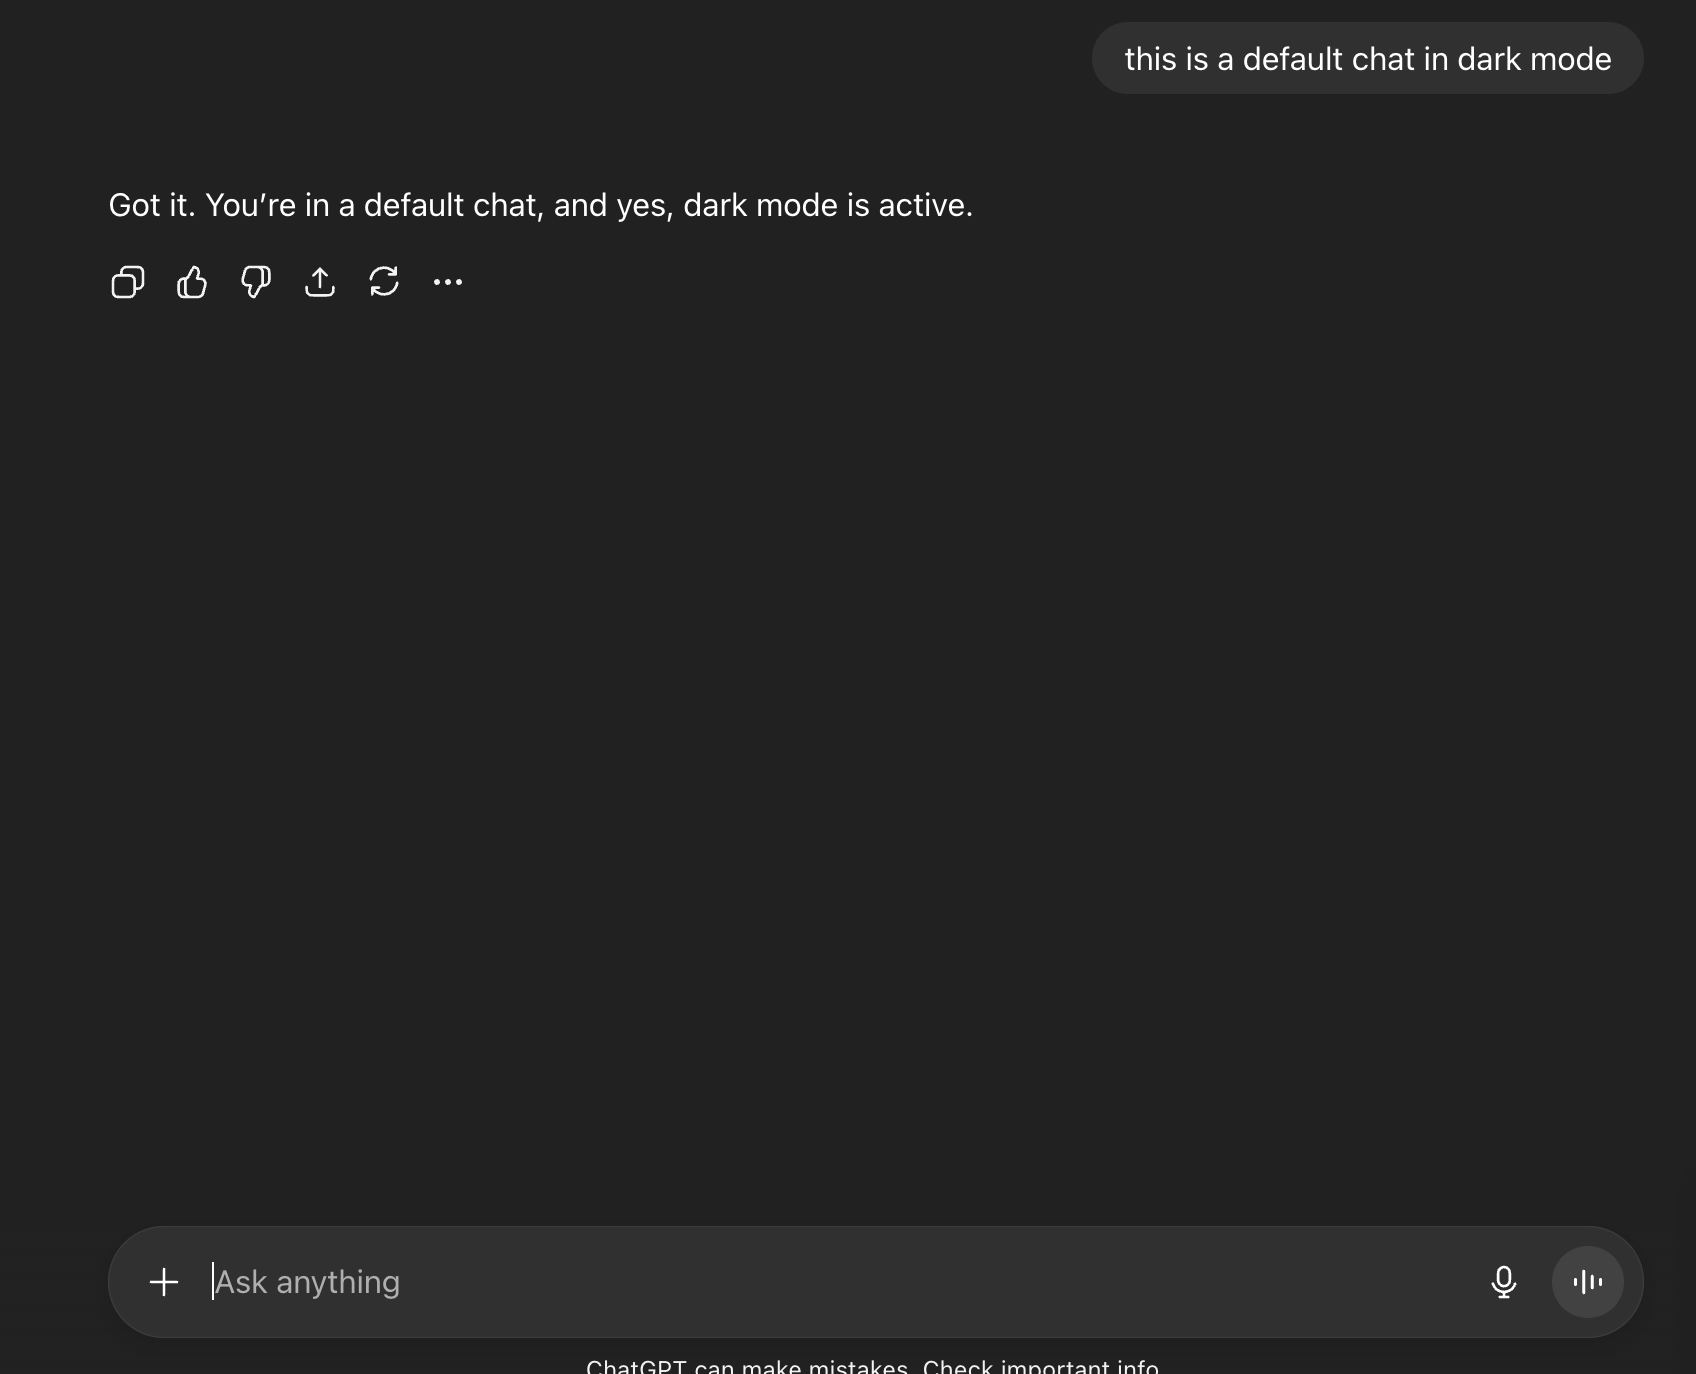 this is a default chat in dark mode
Got it. You’re in a default chat, and yes, dark mode is active.
Ask anything
ChatGPT can make mistakes. Check important info.